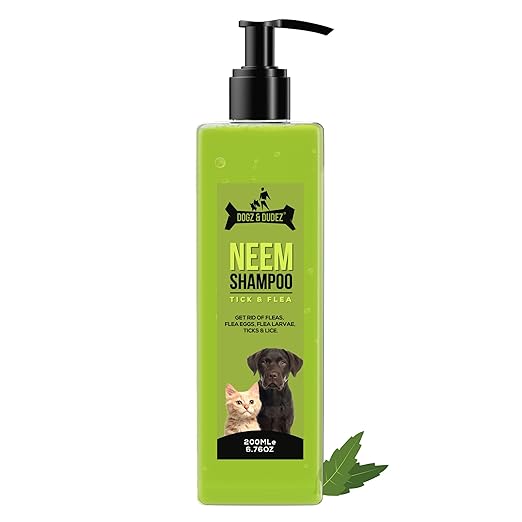 DOGZ & DUDEZ®
NEEM
SHAMPOO
TICK & FLEA
GET RID OF FLEAS,
FLEA EGGS, FLEA LARVAE,
TICKS & LICE.
200MLe
6.76OZ